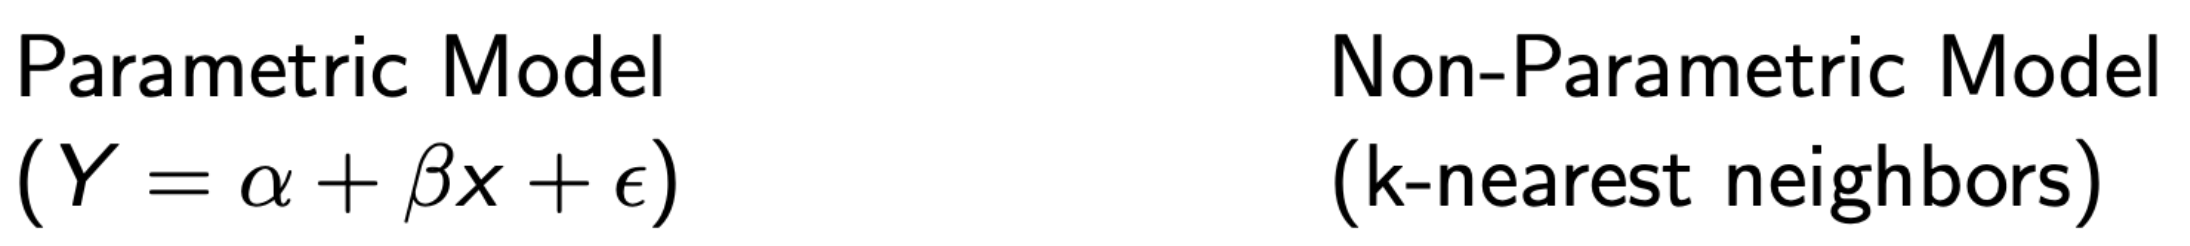 Parametric Model
(Y = α + βx + ϵ)
Non-Parametric Model
(k-nearest neighbors)